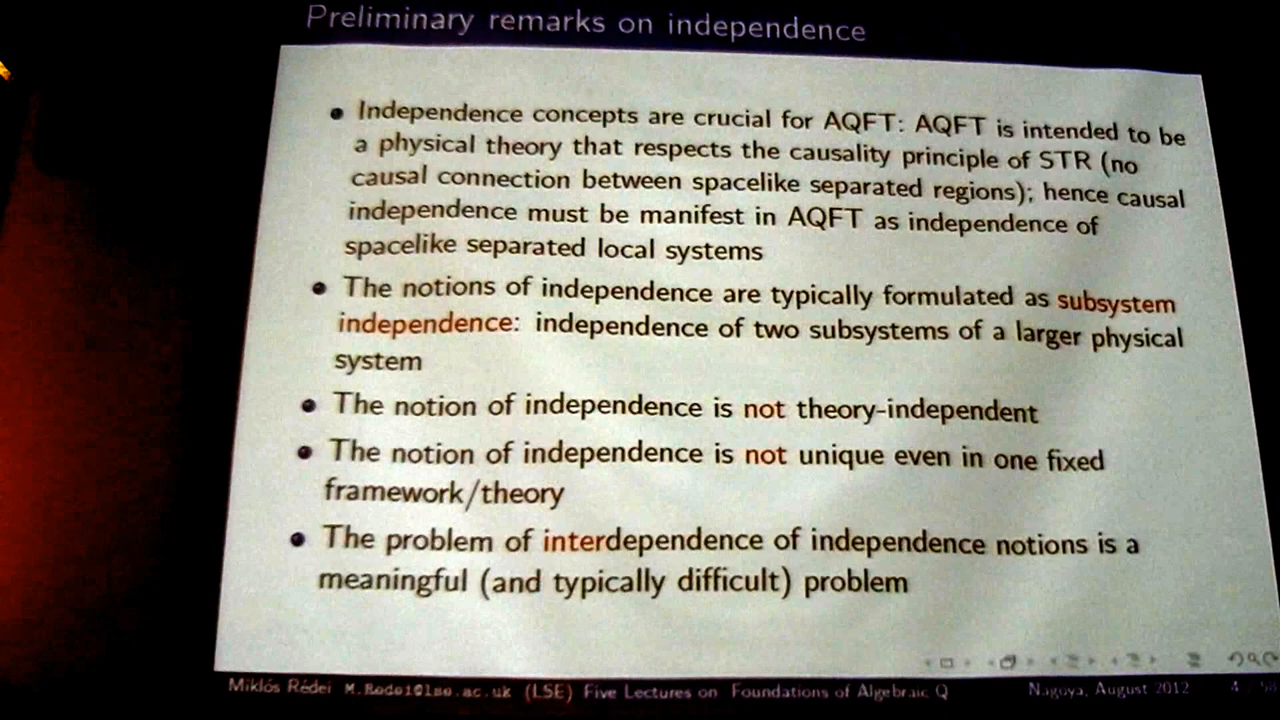 Preliminary remarks on independence
Independence concepts are crucial for AQFT: AQFT is intended to be
a physical theory that respects the causality principle of STR (no
causal connection between spacelike separated regions); hence causal
independence must be manifest in AQFT as independence of
spacelike separated local systems
The notions of independence are typically formulated as subsystem
independence: independence of two subsystems of a larger physical
system
The notion of independence is not theory-independent
The notion of independence is not unique even in one fixed
framework/theory
The problem of interdependence of independence notions is a
meaningful (and typically difficult) problem
Miklós Rédei M.Redei@lse.ac.uk (LSE) Five Lectures on Foundations of Algebraic Q Nagoya, August 2012 4 /